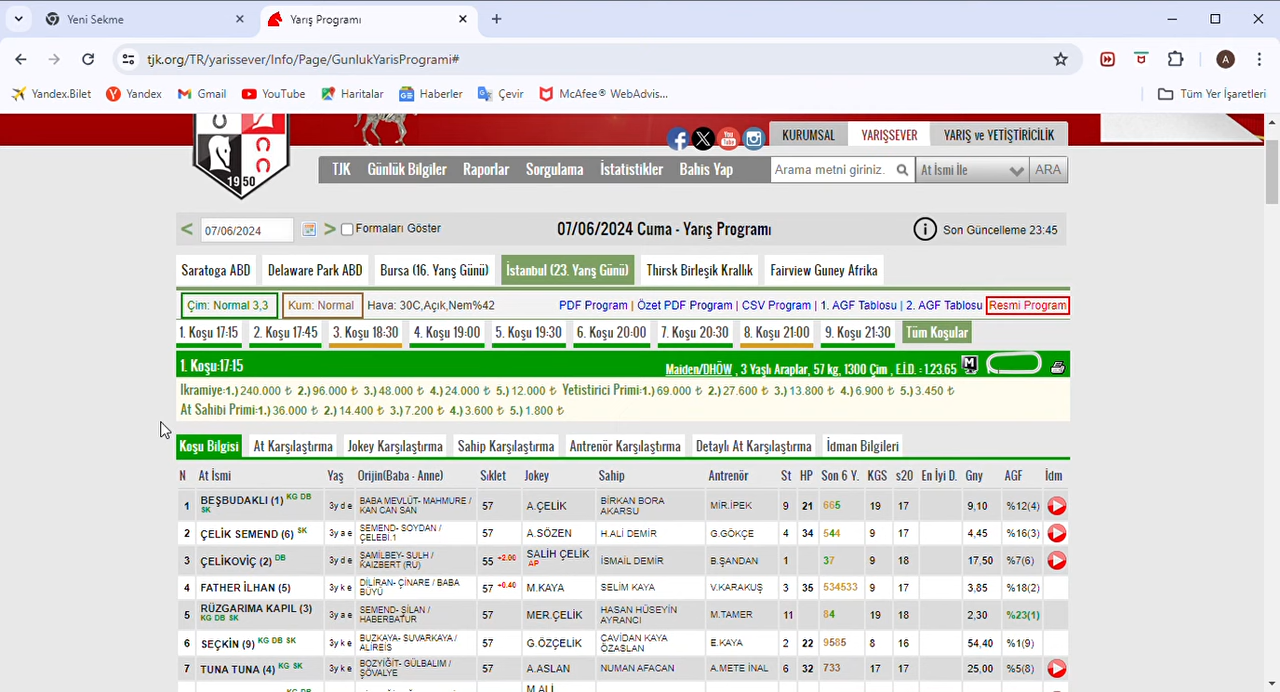 Yeni Sekme
Yarış Programı
tjk.org/TR/yarissever/Info/Page/GunlukYarisProgrami#
A
Yandex.Bilet Yandex Gmail YouTube Haritalar Haberler Çevir McAfee® WebAdvis... Tüm Yer İşaretleri
C C
C
1950
You Tube
KURUMSAL YARIŞSEVER YARIŞ ve YETİŞTİRİCİLİK
TJK Günlük Bilgiler Raporlar Sorgulama İstatistikler Bahis Yap Arama metni giriniz. At İsmi İle ARA
< 07/06/2024 > Formaları Göster 07/06/2024 Cuma - Yarış Programı Son Güncelleme 23:45
Saratoga ABD Delaware Park ABD Bursa (16. Yarış Günü) İstanbul (23. Yarış Günü) Thirsk Birleşik Krallık Fairview Guney Afrika
Çim: Normal 3,3 Kum: Normal Hava: 30C,Açık,Nem%42 PDF Program | Özet PDF Program | CSV Program | 1. AGF Tablosu | 2. AGF Tablosu Resmi Program
1. Koşu 17:15 2. Koşu 17:45 3. Koşu 18:30 4. Koşu 19:00 5. Koşu 19:30 6. Koşu 20:00 7. Koşu 20:30 8. Koşu 21:00 9. Koşu 21:30 Tüm Koşular
1. Koşu:17:15 Maiden/DHÖW , 3 Yaşlı Araplar, 57 kg, 1300 Çim , E.İ.D. : 1.23.65 M
İkramiye:1.) 240.000 ₺ 2.) 96.000 ₺ 3.) 48.000 ₺ 4.) 24.000 ₺ 5.) 12.000 ₺ Yetistirici Primi:1.) 69.000 ₺ 2.) 27.600 ₺ 3.) 13.800 ₺ 4.) 6.900 ₺ 5.) 3.450 ₺
At Sahibi Primi:1.) 36.000 ₺ 2.) 14.400 ₺ 3.) 7.200 ₺ 4.) 3.600 ₺ 5.) 1.800 ₺
Koşu Bilgisi At Karşılaştırma Jokey Karşılaştırma Sahip Karşılaştırma Antrenör Karşılaştırma Detaylı At Karşılaştırma İdman Bilgileri
N At İsmi Yaş Orijin(Baba - Anne) Sıklet Jokey Sahip Antrenör St HP Son 6 Y. KGS s20 En İyi D. Gny AGF İdm
1 BEŞBUDAKLI (1) KG DB SK 3y d e BABA MEVLÜT- MAHMURE / KAN CAN SAN 57 A.ÇELİK BİRKAN BORA AKARSU MİR.İPEK 9 21 665 19 17 9,10 %12(4)
2 ÇELİK SEMEND (6) SK 3y a e SEMEND- SOYDAN / ÇELEBİ.1 57 A.SÖZEN H.ALİ DEMİR G.GÖKÇE 4 34 544 9 17 4,45 %16(3)
3 ÇELİKOVİÇ (2) DB 3y d e SAMİLBEY- SULH / KAIZBERT (RU) 55 +2.00 SALİH ÇELİK AP İSMAİL DEMİR B.ŞANDAN 1 37 9 18 17,50 %7(6)
4 FATHER İLHAN (5) 3y k e DİLİRAN- ÇİNARE / BABA BÜYÜ 57 +0.40 M.KAYA SELİM KAYA V.KARAKUŞ 3 35 534533 9 17 3,85 %18(2)
5 RÜZGARIMA KAPIL (3) KG DB SK 3y a e SEMEND- SİLAN / HABERBATUR 57 MER.ÇELİK HASAN HÜSEYİN AYRANCI M.TAMER 11 84 19 18 2,30 %23(1)
6 SEÇKİN (9) KG DB SK 3y k e BUZKAYA- SUVARKAYA / ALİREİS 57 G.ÖZÇELİK ÇAVİDAN KAYA ÖZASLAN E.KAYA 2 22 9585 8 16 54,40 %1(9)
7 TUNA TUNA (4) KG SK 3y k e BOZYİĞİT- GÜLBALIM / ŞÖVALYE 57 A.ASLAN NUMAN AFACAN A.METE İNAL 6 32 733 17 17 25,00 %5(8)
KG DB M.ALİ